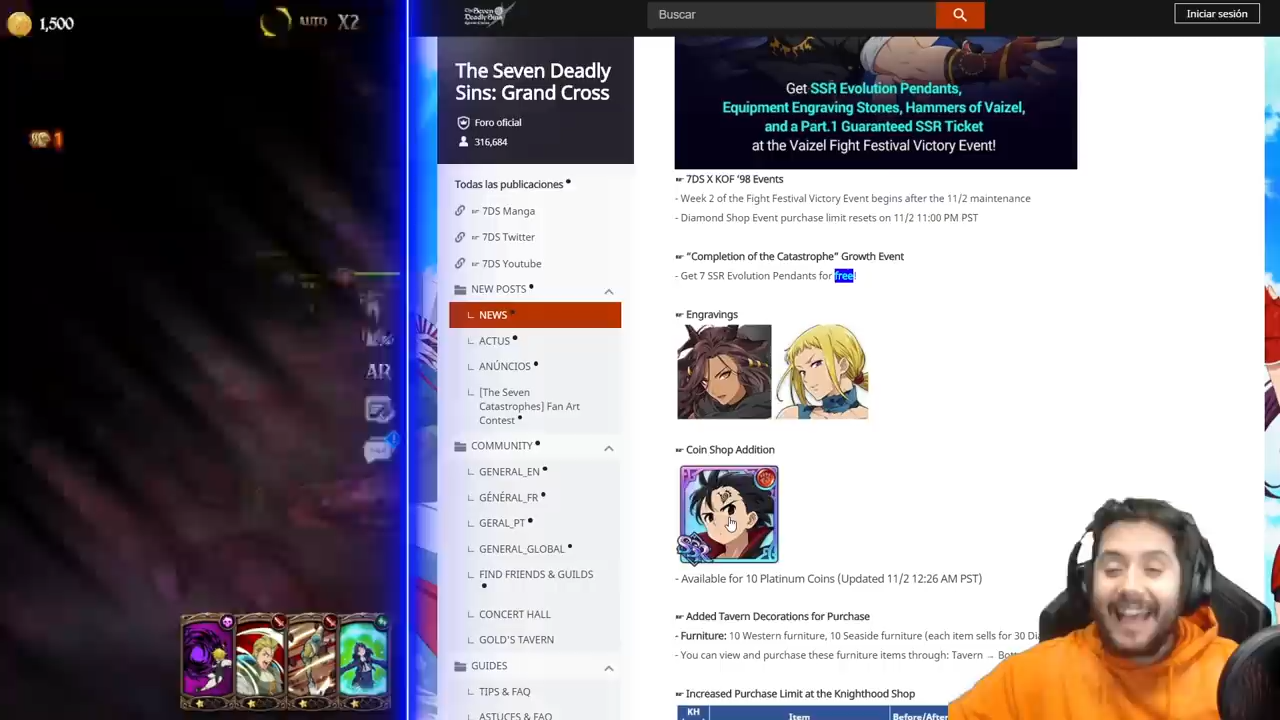 1,500
AUTO X2
1
AR
The Seven Deadly Sins
Buscar
Iniciar sesión
The Seven Deadly
Sins: Grand Cross
Foro oficial
316,684
Todas las publicaciones
☞ 7DS Manga
☞ 7DS Twitter
☞ 7DS Youtube
NEW POSTS
NEWS
ACTUS
ANÚNCIOS
[The Seven
Catastrophes] Fan Art
Contest
COMMUNITY
GENERAL_EN
GÉNÉRAL_FR
GERAL_PT
GENERAL_GLOBAL
FIND FRIENDS & GUILDS
CONCERT HALL
GOLD'S TAVERN
GUIDES
TIPS & FAQ
ASTUCES & FAQ
Get SSR Evolution Pendants,
Equipment Engraving Stones, Hammers of Vaizel,
and a Part.1 Guaranteed SSR Ticket
at the Vaizel Fight Festival Victory Event!
☞ 7DS X KOF '98 Events
- Week 2 of the Fight Festival Victory Event begins after the 11/2 maintenance
- Diamond Shop Event purchase limit resets on 11/2 11:00 PM PST
☞ “Completion of the Catastrophe” Growth Event
- Get 7 SSR Evolution Pendants for free!
☞ Engravings
☞ Coin Shop Addition
- Available for 10 Platinum Coins (Updated 11/2 12:26 AM PST)
☞ Added Tavern Decorations for Purchase
- Furniture: 10 Western furniture, 10 Seaside furniture (each item sells for 30 Dia
- You can view and purchase these furniture items through: Tavern → Bott
☞ Increased Purchase Limit at the Knighthood Shop
KH
Item
Before/After